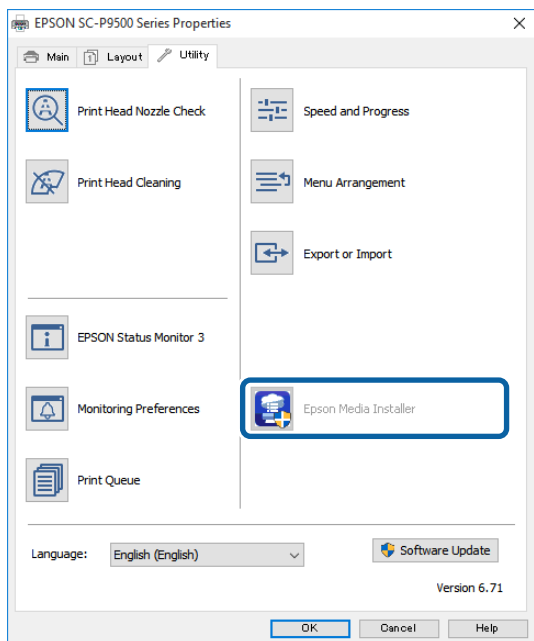 EPSON SC-P9500 Series Properties
Main
Layout
Utility
Print Head Nozzle Check
Speed and Progress
Print Head Cleaning
Menu Arrangement
Export or Import
EPSON Status Monitor 3
Monitoring Preferences
Epson Media Installer
Print Queue
Language:
English (English)
Software Update
Version 6.71
OK
Cancel
Help